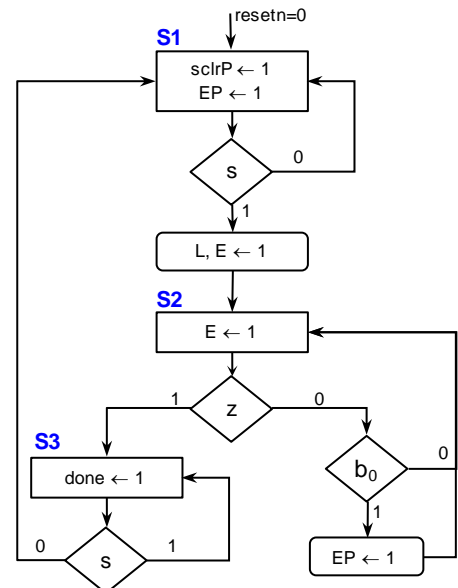 resetn=0
S1
sclrP ← 1
EP ← 1
s
0
1
L, E ← 1
S2
E ← 1
z
1
0
S3
done ← 1
b0
0
1
EP ← 1
s
0
1